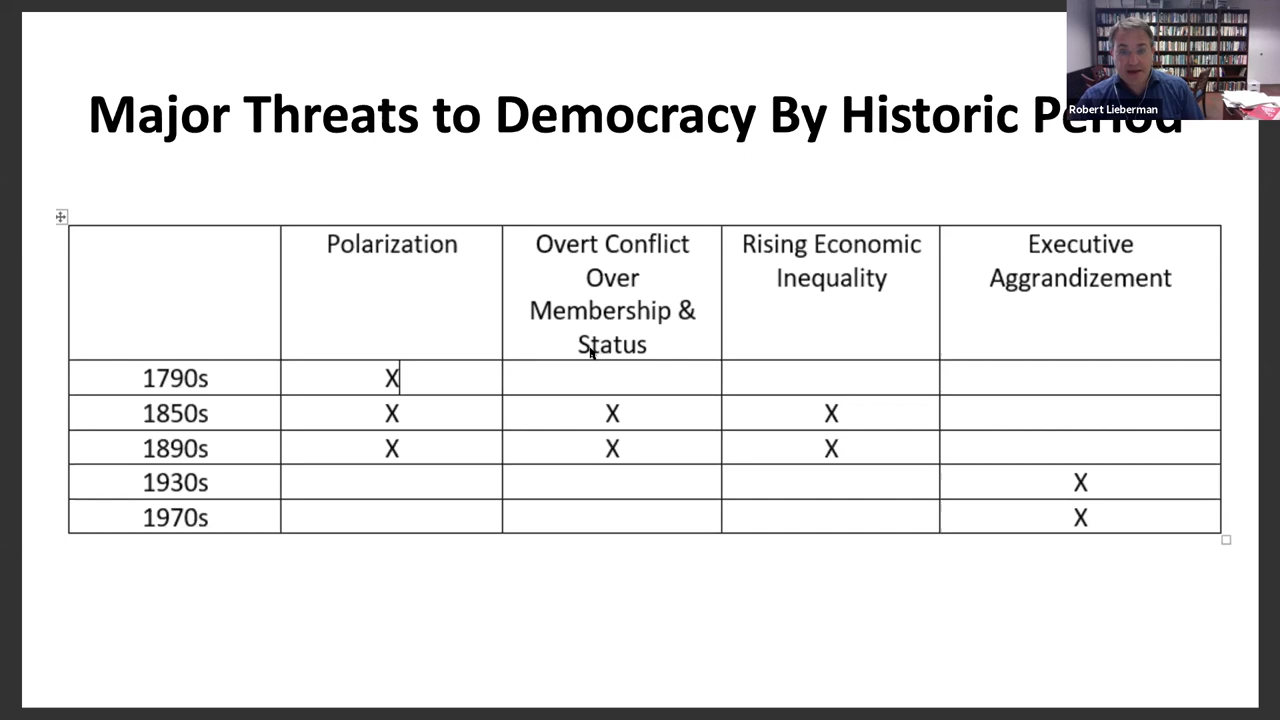 Robert Lieberman
Major Threats to Democracy By Historic Period
Polarization
Overt Conflict
Over
Membership &
Status
Rising Economic
Inequality
Executive
Aggrandizement
1790s X
1850s X X X
1890s X X X
1930s X
1970s X